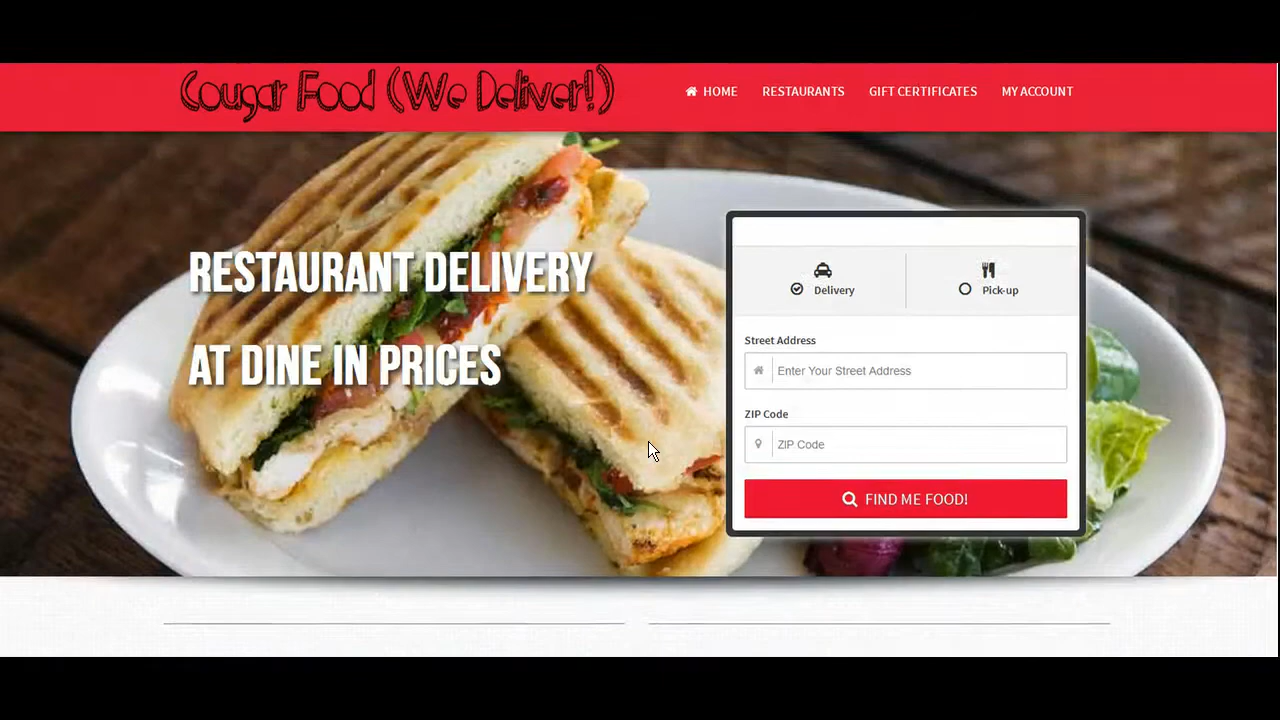 Cougar Food (We Deliver!)
HOME RESTAURANTS GIFT CERTIFICATES MY ACCOUNT
RESTAURANT DELIVERY
AT DINE IN PRICES
Delivery Pick-up
Street Address
Enter Your Street Address
ZIP Code
ZIP Code
FIND ME FOOD!